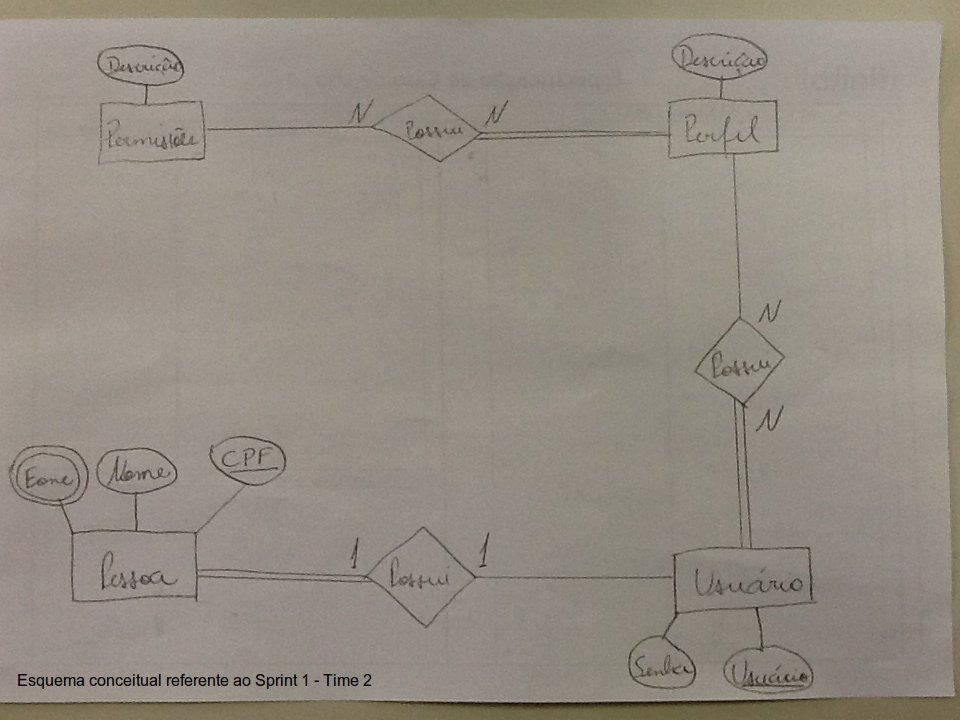 Descrição
Descrição
Permissões
N
Possui
N
Perfil
N
Possui
N
Fone
Nome
CPF
Pessoa
1
Possui
1
Usuário
Senha
Usuário
Esquema conceitual referente ao Sprint 1 - Time 2